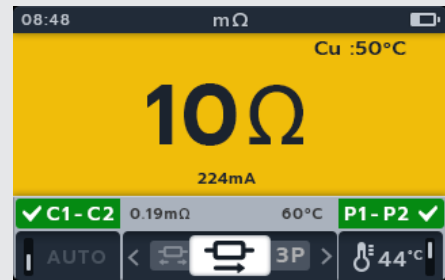 08:48 mΩ
Cu :50°C
10Ω
224mA
✓ C1-C2 0.19mΩ 60°C P1-P2 ✓
AUTO < 3P > 44°C